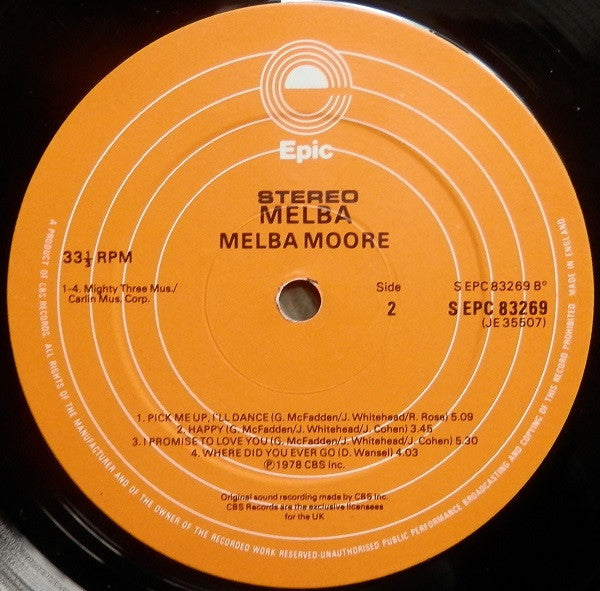 Epic
STEREO
MELBA
MELBA MOORE
33⅓ RPM
1-4. Mighty Three Mus./
Carlin Mus. Corp.
Side
2
S EPC 83269 B°
S EPC 83269
(JE 35507)
1. PICK ME UP, I'LL DANCE (G. McFadden/J. Whitehead/R. Rose) 5.09
2. HAPPY (G. McFadden/J. Whitehead/J. Cohen) 3.45
3. I PROMISE TO LOVE YOU (G. McFadden/J. Whitehead/J. Cohen) 5.30
4. WHERE DID YOU EVER GO (D. Wansel) 4.03
Ⓟ 1978 CBS Inc.
Original sound recording made by CBS Inc.
CBS Records are the exclusive licensees
for the UK
A PRODUCT OF CBS RECORDS. ALL RIGHTS OF THE MANUFACTURER AND OF THE OWNER OF THE RECORDED WORK RESERVED-UNAUTHORISED PUBLIC PERFORMANCE BROADCASTING AND COPYING OF THIS RECORD PROHIBITED MADE IN ENGLAND